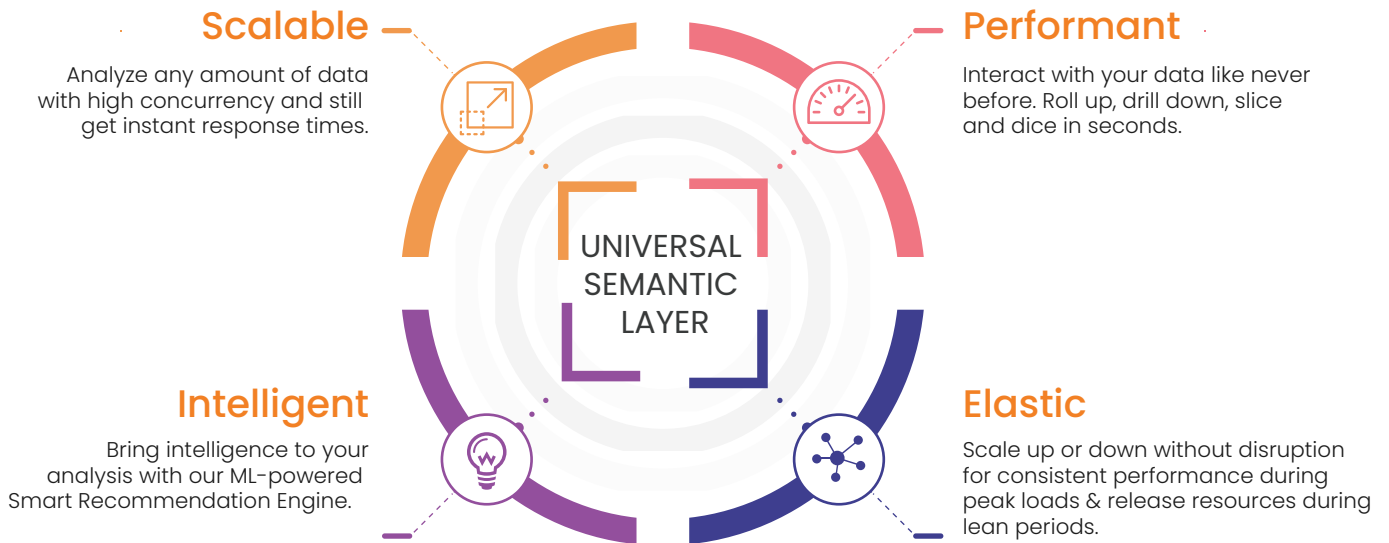 Scalable
Analyze any amount of data
with high concurrency and still
get instant response times.
Performant
Interact with your data like never
before. Roll up, drill down, slice
and dice in seconds.
UNIVERSAL
SEMANTIC
LAYER
Intelligent
Bring intelligence to your
analysis with our ML-powered
Smart Recommendation Engine.
Elastic
Scale up or down without disruption
for consistent performance during
peak loads & release resources during
lean periods.